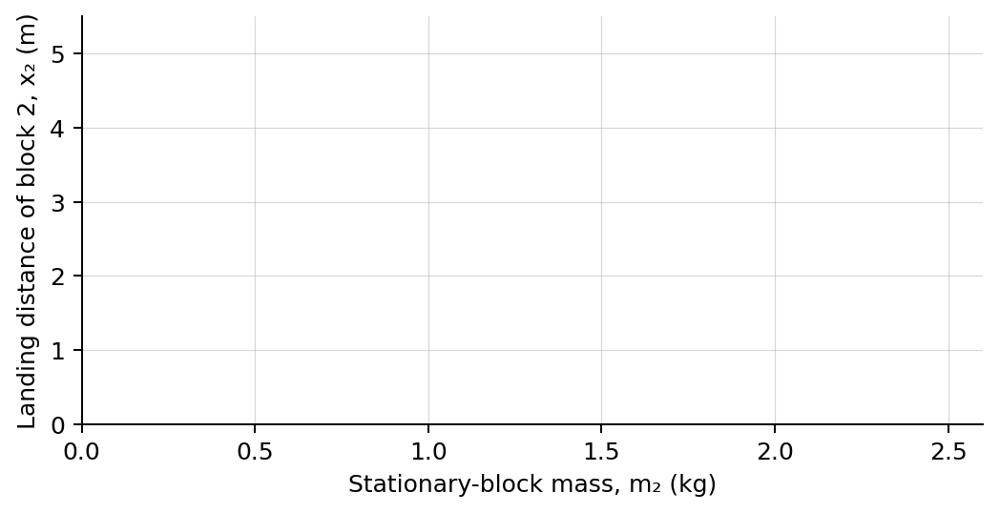 Landing distance of block 2, x₂ (m)
5
4
3
2
1
0
0.0 0.5 1.0 1.5 2.0 2.5
Stationary-block mass, m₂ (kg)